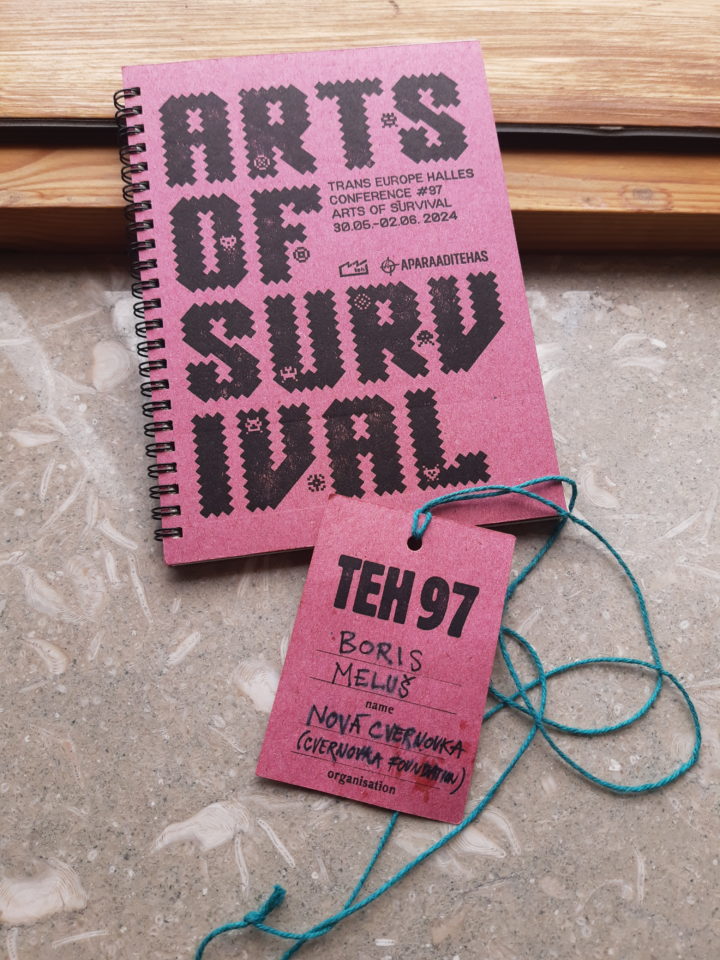 ARTS
OF
SURV
IVAL
TRANS EUROPE HALLES
CONFERENCE #97
ARTS OF SURVIVAL
30.05.-02.06. 2024
teh
APARAADITEHAS
TEH 97
BORIS
MELUŠ
name
NOVÁ CVERNOVKA
(CVERNOVKA FOUNDATION)
organisation